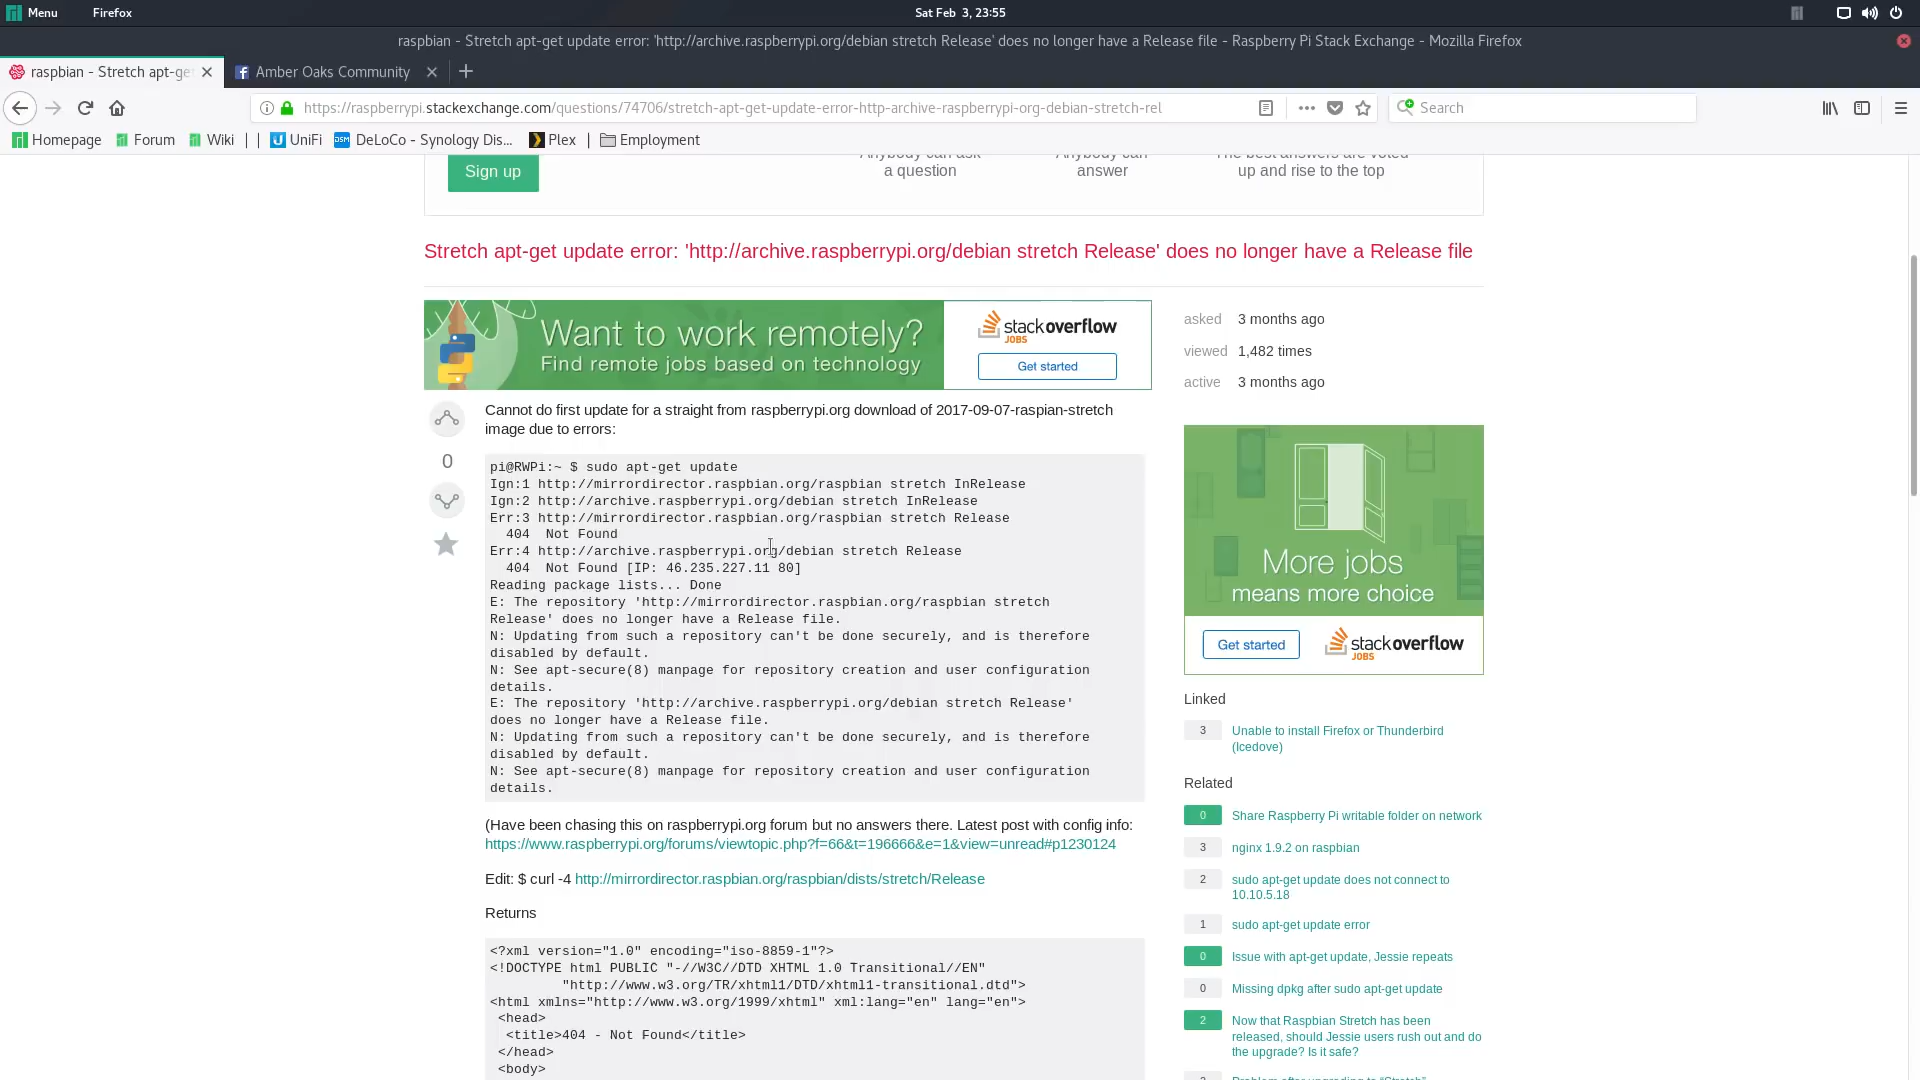 Menu Firefox Sat Feb 3, 23:55
raspbian - Stretch apt-get update error: 'http://archive.raspberrypi.org/debian stretch Release' does no longer have a Release file - Raspberry Pi Stack Exchange - Mozilla Firefox
raspbian - Stretch apt-ge Amber Oaks Community
https://raspberrypi.stackexchange.com/questions/74706/stretch-apt-get-update-error-http-archive-raspberrypi-org-debian-stretch-rel Search
Homepage Forum Wiki | | UniFi DSM DeLoCo - Synology Dis... Plex | Employment
Sign up
Anybody can ask
a question
Anybody can
answer
The best answers are voted
up and rise to the top
Stretch apt-get update error: 'http://archive.raspberrypi.org/debian stretch Release' does no longer have a Release file
Want to work remotely?
Find remote jobs based on technology
stackoverflow
JOBS
Get started
asked 3 months ago
viewed 1,482 times
active 3 months ago
0
Cannot do first update for a straight from raspberrypi.org download of 2017-09-07-raspian-stretch
image due to errors:
pi@RWPi:~ $ sudo apt-get update
Ign:1 http://mirrordirector.raspbian.org/raspbian stretch InRelease
Ign:2 http://archive.raspberrypi.org/debian stretch InRelease
Err:3 http://mirrordirector.raspbian.org/raspbian stretch Release
404  Not Found
Err:4 http://archive.raspberrypi.org/debian stretch Release
404  Not Found [IP: 46.235.227.11 80]
Reading package lists... Done
E: The repository 'http://mirrordirector.raspbian.org/raspbian stretch
Release' does no longer have a Release file.
N: Updating from such a repository can't be done securely, and is therefore
disabled by default.
N: See apt-secure(8) manpage for repository creation and user configuration
details.
E: The repository 'http://archive.raspberrypi.org/debian stretch Release'
does no longer have a Release file.
N: Updating from such a repository can't be done securely, and is therefore
disabled by default.
N: See apt-secure(8) manpage for repository creation and user configuration
details.
(Have been chasing this on raspberrypi.org forum but no answers there. Latest post with config info:
https://www.raspberrypi.org/forums/viewtopic.php?f=66&t=196666&e=1&view=unread#p1230124
Edit: $ curl -4 http://mirrordirector.raspbian.org/raspbian/dists/stretch/Release
Returns
<?xml version="1.0" encoding="iso-8859-1"?>
<!DOCTYPE html PUBLIC "-//W3C//DTD XHTML 1.0 Transitional//EN"
"http://www.w3.org/TR/xhtml1/DTD/xhtml1-transitional.dtd">
<html xmlns="http://www.w3.org/1999/xhtml" xml:lang="en" lang="en">
<head>
<title>404 - Not Found</title>
</head>
<body>
More jobs
means more choice
Get started
stackoverflow
JOBS
Linked
3 Unable to install Firefox or Thunderbird
(Icedove)
Related
0 Share Raspberry Pi writable folder on network
3 nginx 1.9.2 on raspbian
2 sudo apt-get update does not connect to
10.10.5.18
1 sudo apt-get update error
0 Issue with apt-get update, Jessie repeats
0 Missing dpkg after sudo apt-get update
2 Now that Raspbian Stretch has been
released, should Jessie users rush out and do
the upgrade? Is it safe?
Problem after upgrading to "Stretch"